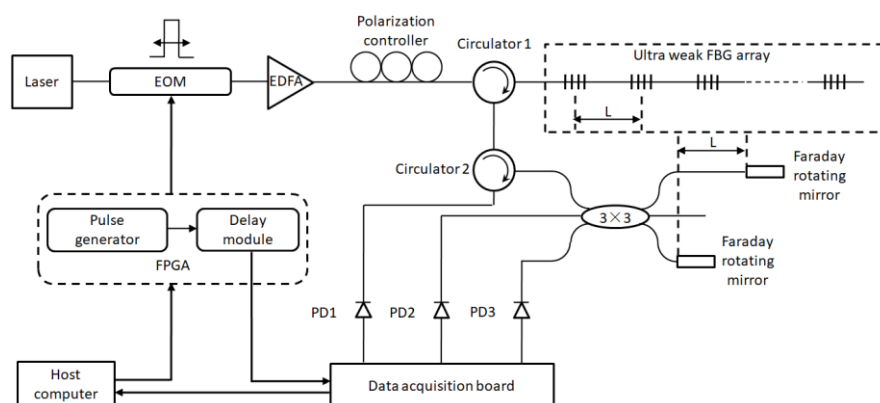 Polarization
controller
Circulator 1
Ultra weak FBG array
Laser
EOM
EDFA
L
L
Circulator 2
Faraday
rotating
mirror
3×3
Pulse
generator
Delay
module
FPGA
Faraday
rotating
mirror
PD1
PD2
PD3
Host
computer
Data acquisition board